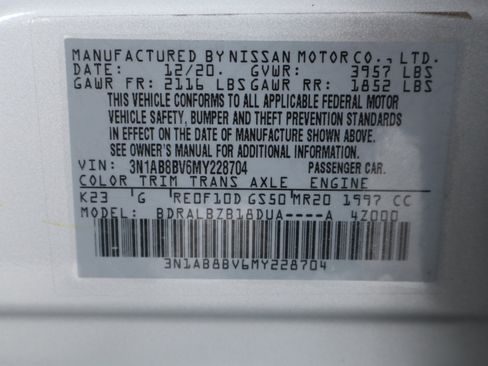 MANUFACTURED BY NISSAN MOTOR CO., LTD.
DATE: 12/20. GVWR: 3957 LBS
GAWR FR: 2116 LBS GAWR RR: 1852 LBS
THIS VEHICLE CONFORMS TO ALL APPLICABLE FEDERAL MOTOR
VEHICLE SAFETY, BUMPER AND THEFT PREVENTION STANDARDS
IN EFFECT ON THE DATE OF MANUFACTURE SHOWN ABOVE.
SEE OWNER'S MANUAL FOR ADDITIONAL INFORMATION.
VIN: 3N1AB8BV6MY228704 PASSENGER CAR.
COLOR TRIM TRANS AXLE ENGINE
K23 G RE0F10D GS50 MR20 1997 CC
MODEL: BDRALBZB18DUA----A 4Z000
3N1AB8BV6MY228704